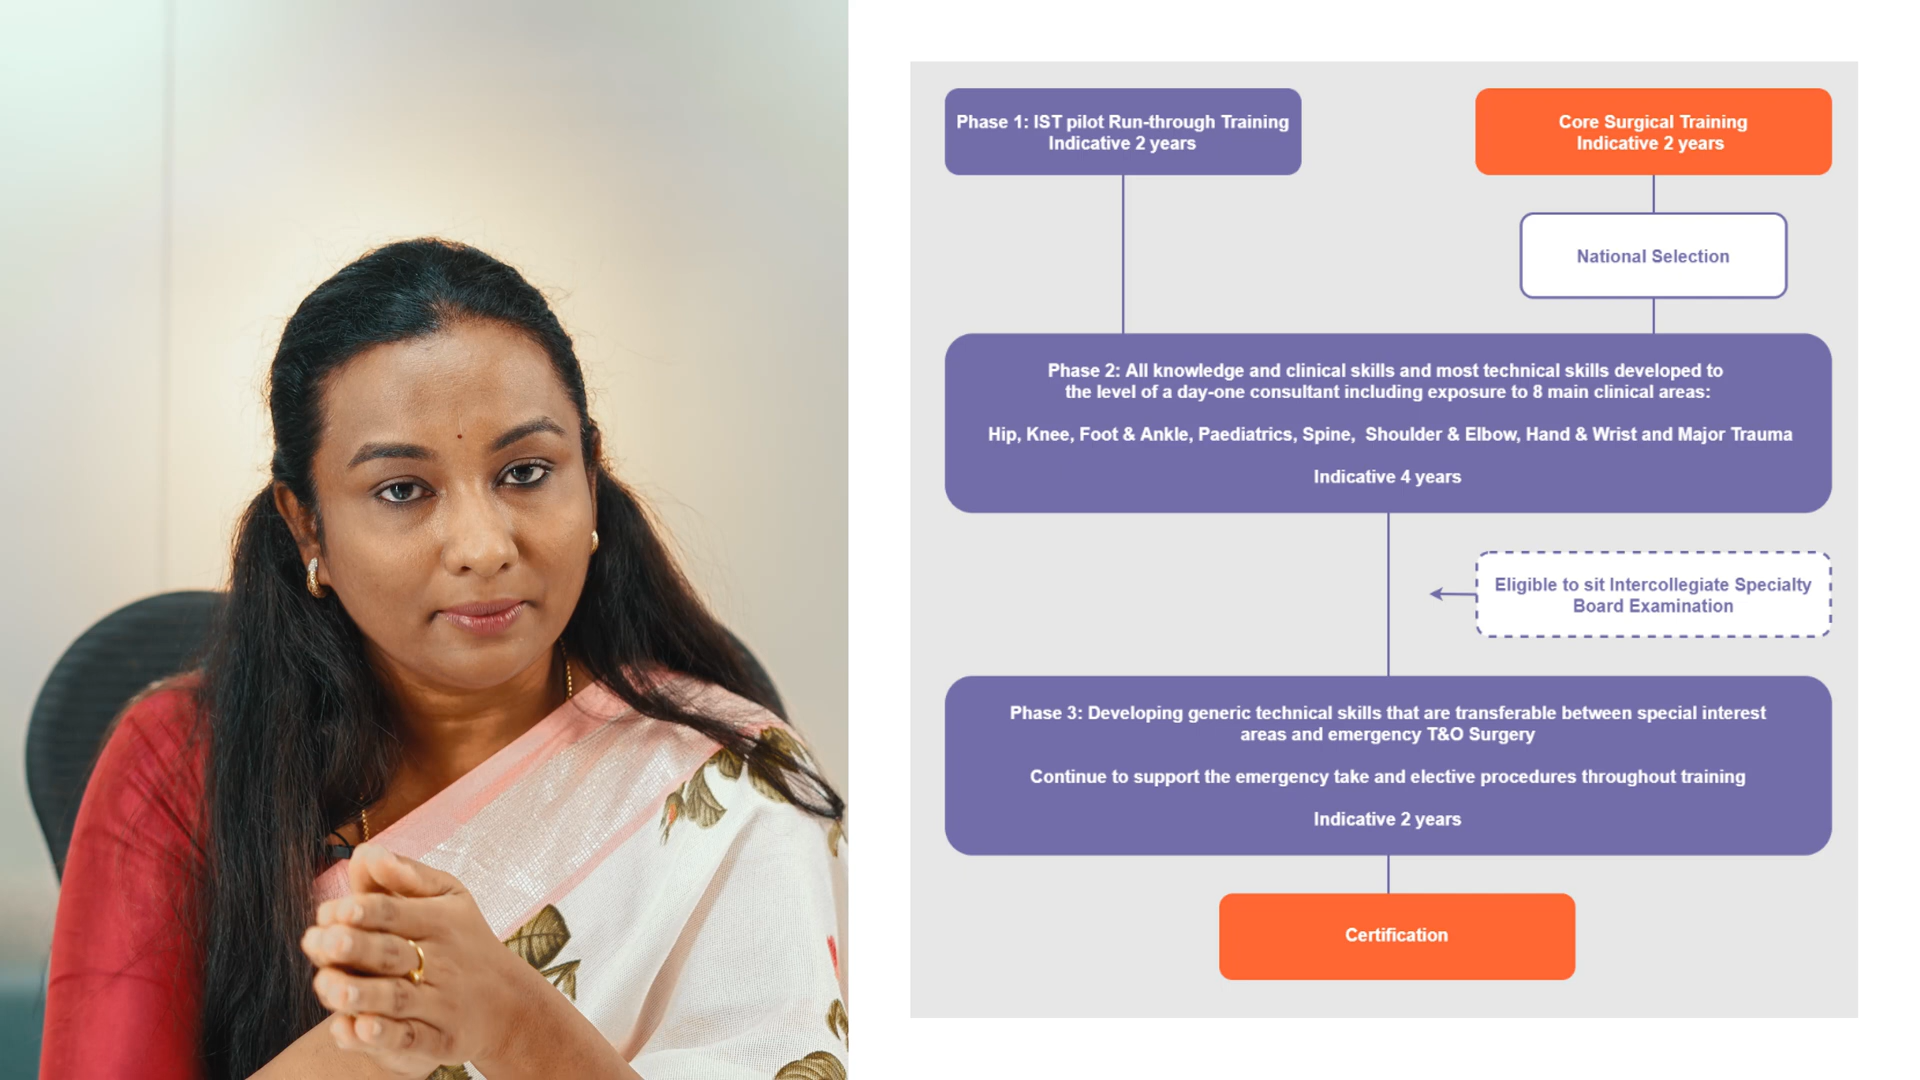 Phase 1: IST pilot Run-through Training
Indicative 2 years
Core Surgical Training
Indicative 2 years
National Selection
Phase 2: All knowledge and clinical skills and most technical skills developed to
the level of a day-one consultant including exposure to 8 main clinical areas:
Hip, Knee, Foot & Ankle, Paediatrics, Spine,  Shoulder & Elbow, Hand & Wrist and Major Trauma
Indicative 4 years
Eligible to sit Intercollegiate Specialty
Board Examination
Phase 3: Developing generic technical skills that are transferable between special interest
areas and emergency T&O Surgery
Continue to support the emergency take and elective procedures throughout training
Indicative 2 years
Certification